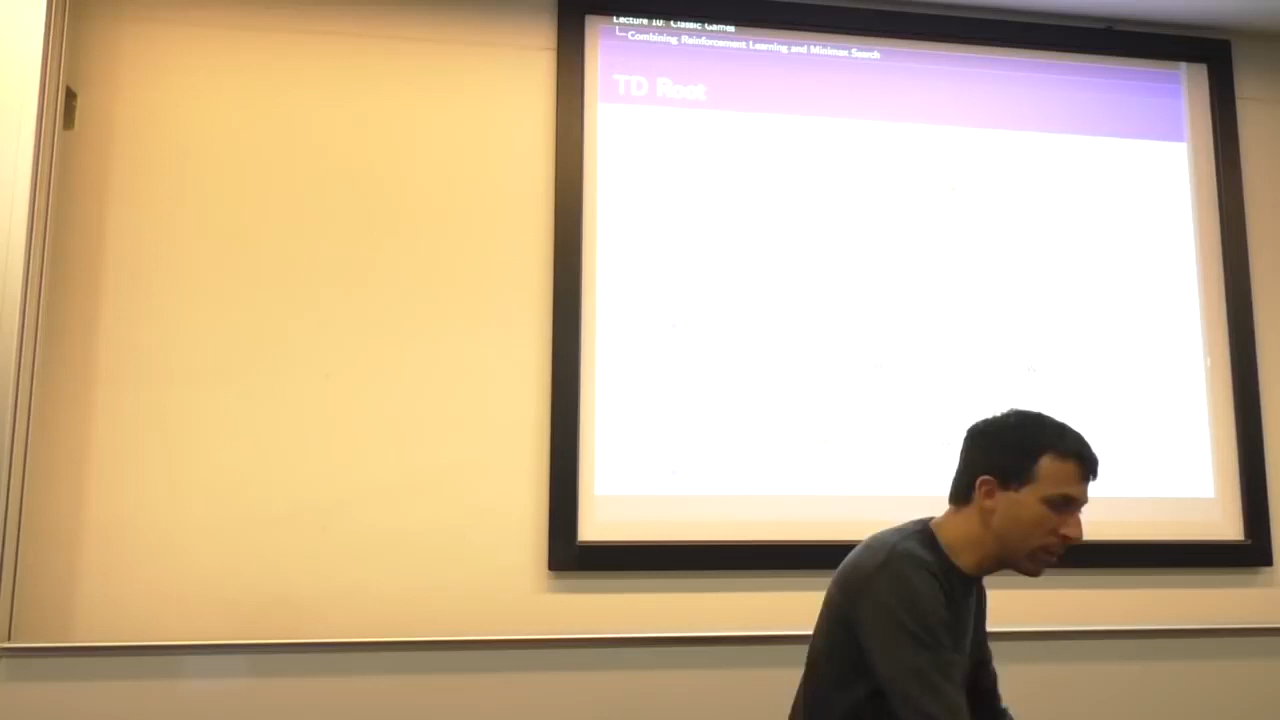 Lecture 10: Classic Games
Combining Reinforcement Learning and Minimax Search
TD Root